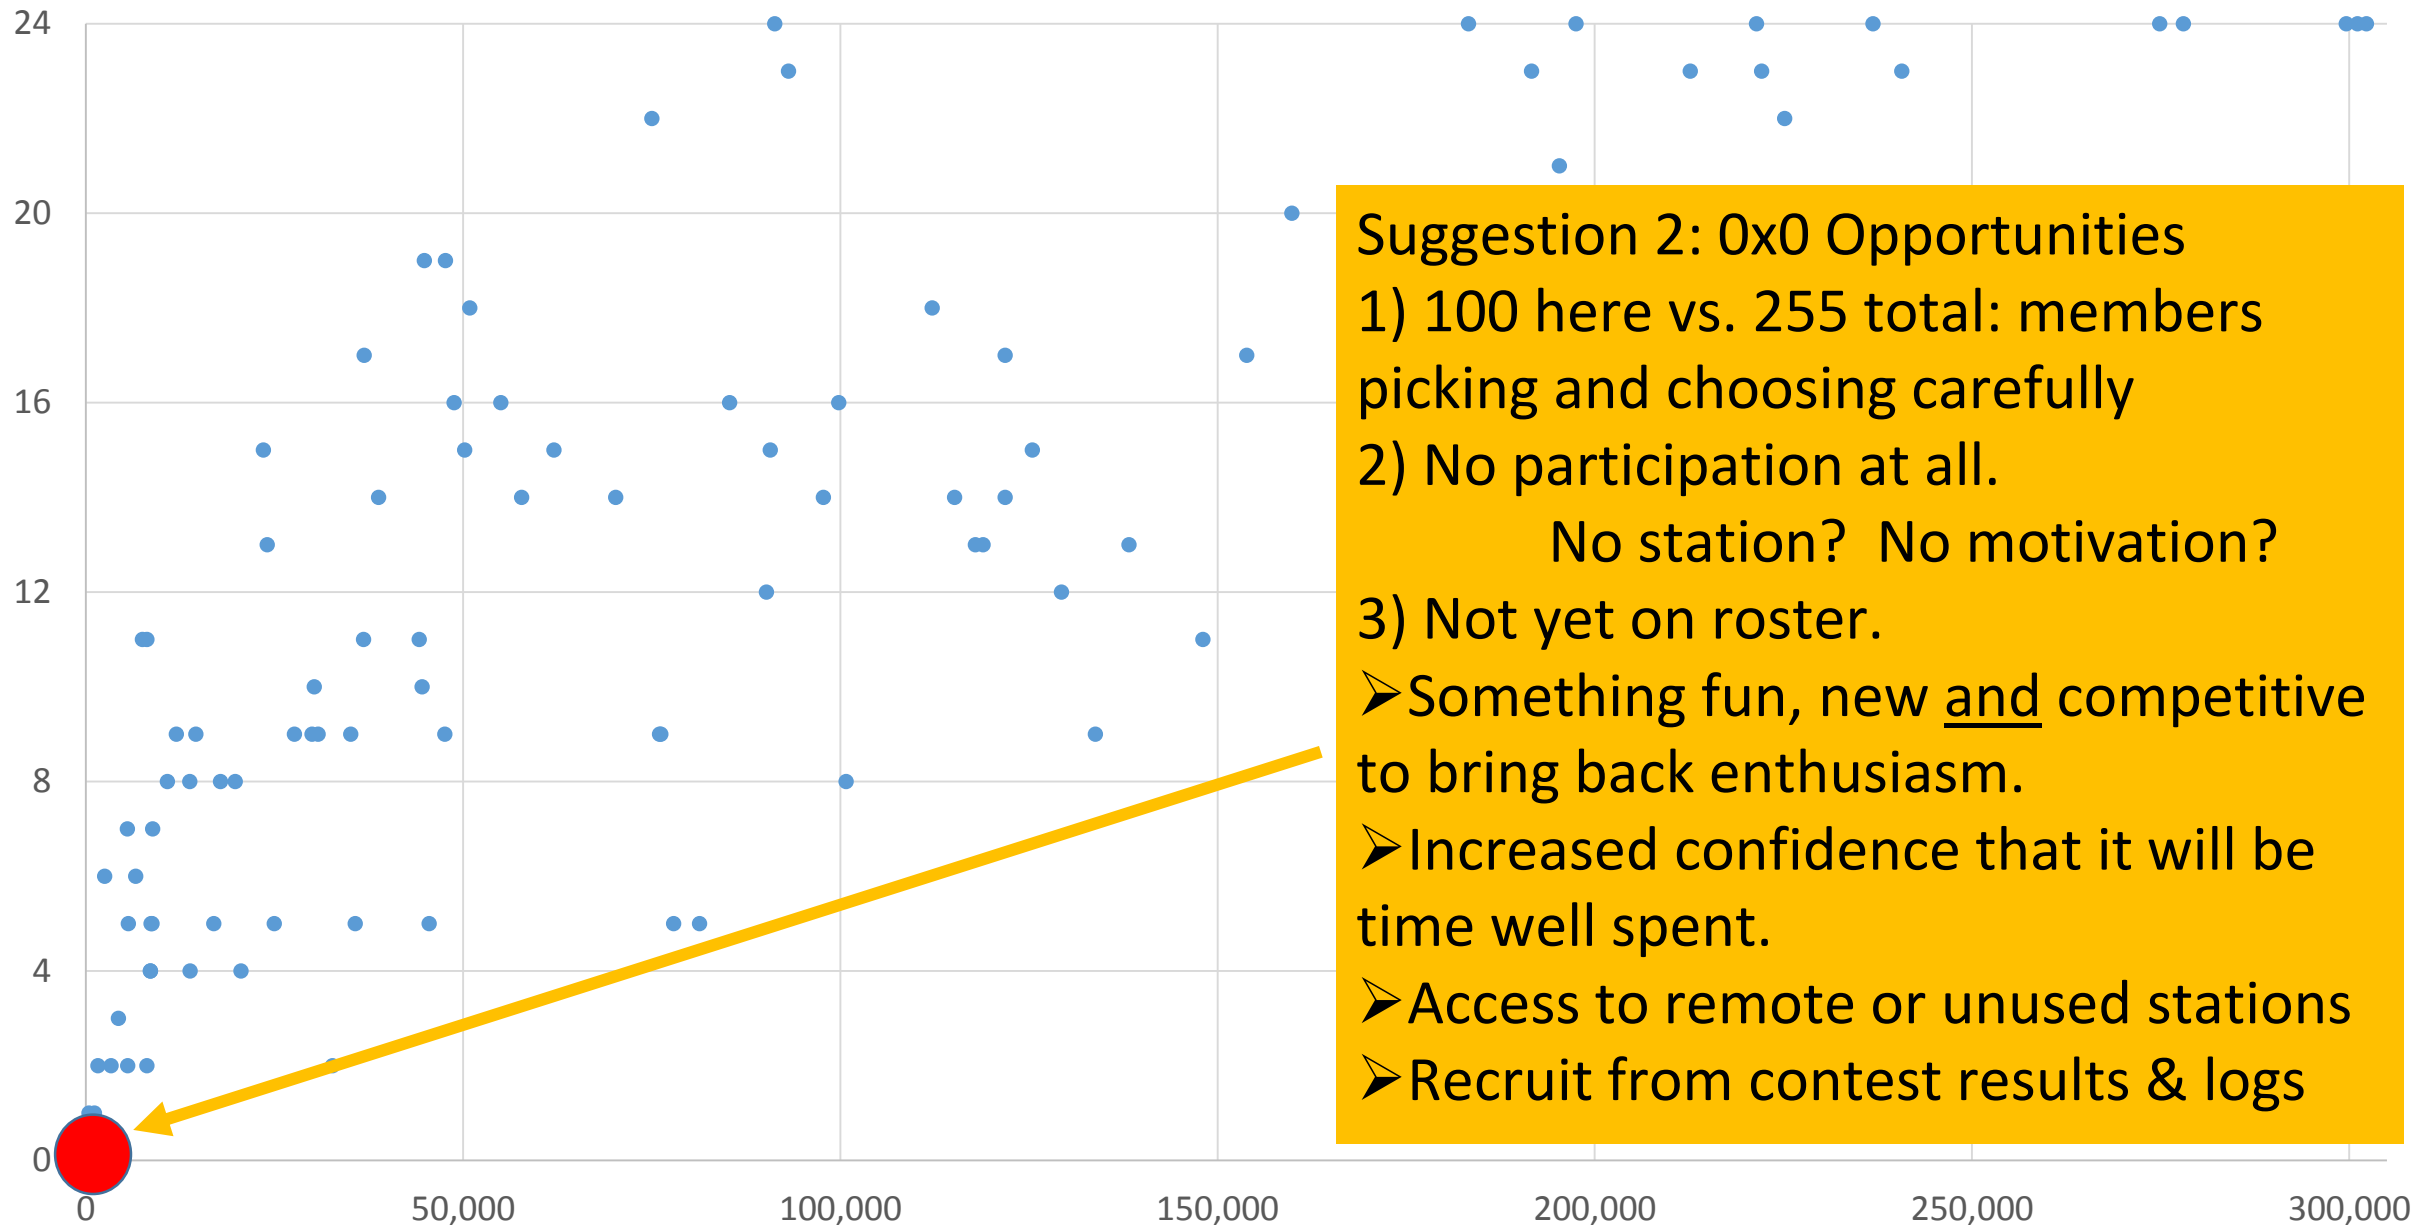 24
20
16
12
8
4
0
0
50,000
100,000
150,000
200,000
250,000
300,000
Suggestion 2: 0x0 Opportunities
1) 100 here vs. 255 total: members
picking and choosing carefully
2) No participation at all.
No station? No motivation?
3) Not yet on roster.
➢Something fun, new and competitive
to bring back enthusiasm.
➢Increased confidence that it will be
time well spent.
➢Access to remote or unused stations
➢Recruit from contest results & logs